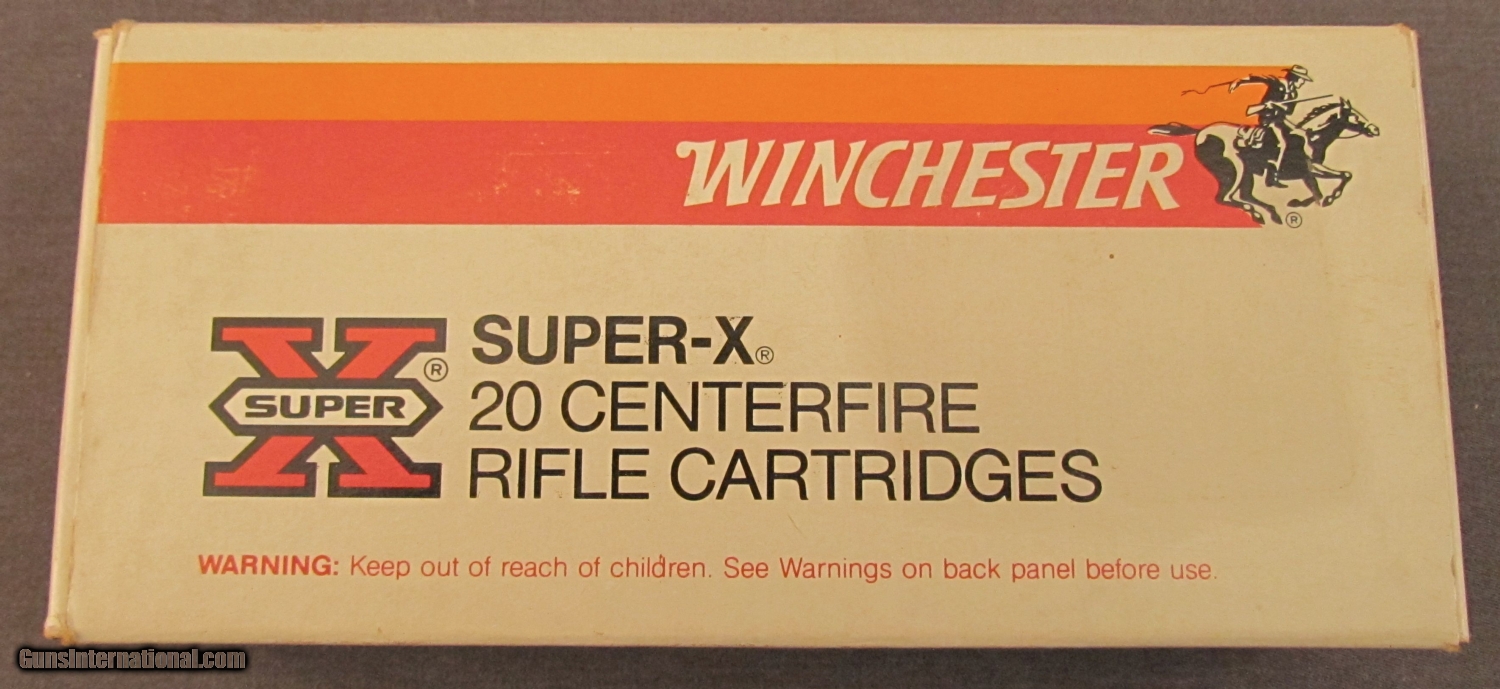 WINCHESTER
®
SUPER
®
SUPER-X®
20 CENTERFIRE
RIFLE CARTRIDGES
WARNING: Keep out of reach of children. See Warnings on back panel before use.
GunsInternational.com